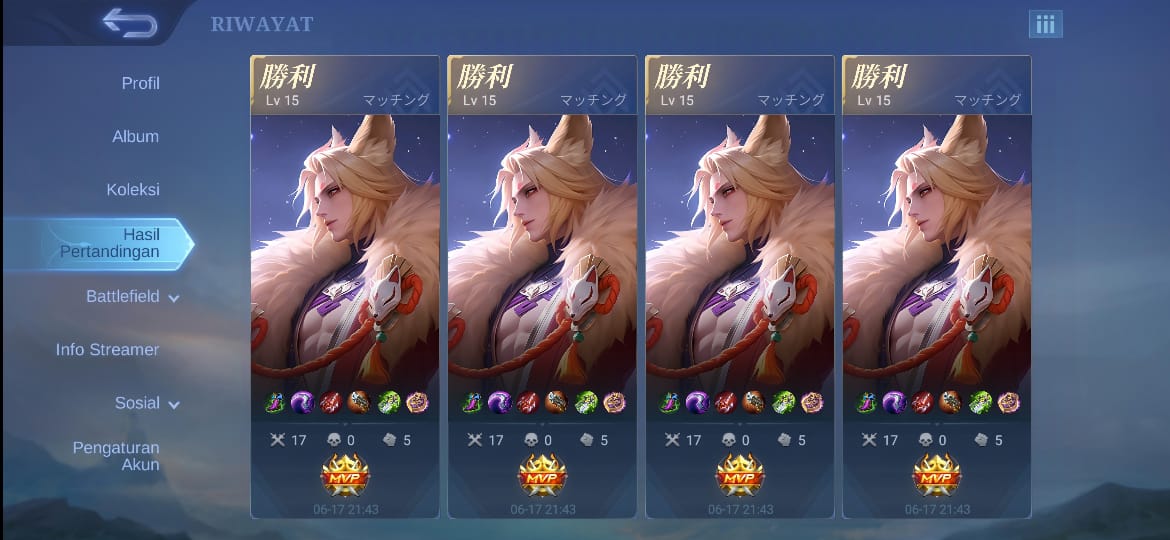 RIWAYAT
Profil
Album
Koleksi
Hasil
Pertandingan
Battlefield
Info Streamer
Sosial
Pengaturan
Akun
勝利
Lv 15 マッチング
17 0 5
MVP
06-17 21:43
勝利
Lv 15 マッチング
17 0 5
MVP
06-17 21:43
勝利
Lv 15 マッチング
17 0 5
MVP
06-17 21:43
勝利
Lv 15 マッチング
17 0 5
MVP
06-17 21:43